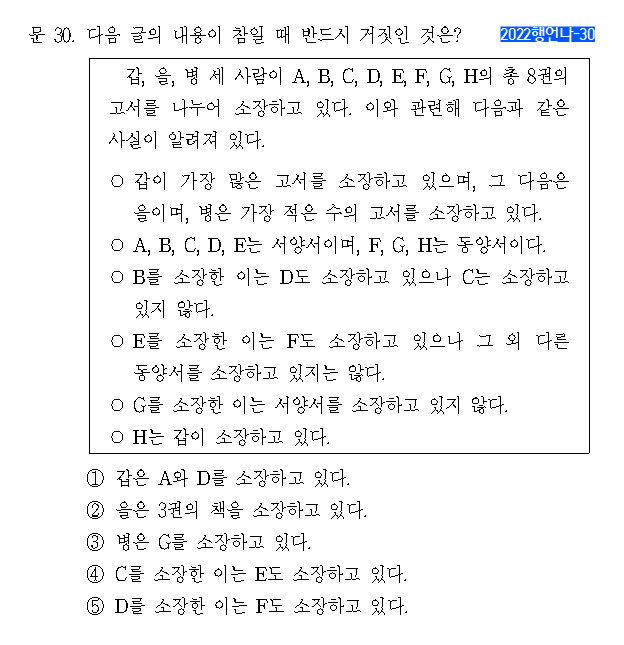 문 30. 다음 글의 내용이 참일 때 반드시 거짓인 것은? 2022행언나-30
갑, 을, 병 세 사람이 A, B, C, D, E, F, G, H의 총 8권의
고서를 나누어 소장하고 있다. 이와 관련해 다음과 같은
사실이 알려져 있다.
○ 갑이 가장 많은 고서를 소장하고 있으며, 그 다음은
을이며, 병은 가장 적은 수의 고서를 소장하고 있다.
○ A, B, C, D, E는 서양서이며, F, G, H는 동양서이다.
○ B를 소장한 이는 D도 소장하고 있으나 C는 소장하고
있지 않다.
○ E를 소장한 이는 F도 소장하고 있으나 그 외 다른
동양서를 소장하고 있지는 않다.
○ G를 소장한 이는 서양서를 소장하고 있지 않다.
○ H는 갑이 소장하고 있다.
① 갑은 A와 D를 소장하고 있다.
② 을은 3권의 책을 소장하고 있다.
③ 병은 G를 소장하고 있다.
④ C를 소장한 이는 E도 소장하고 있다.
⑤ D를 소장한 이는 F도 소장하고 있다.